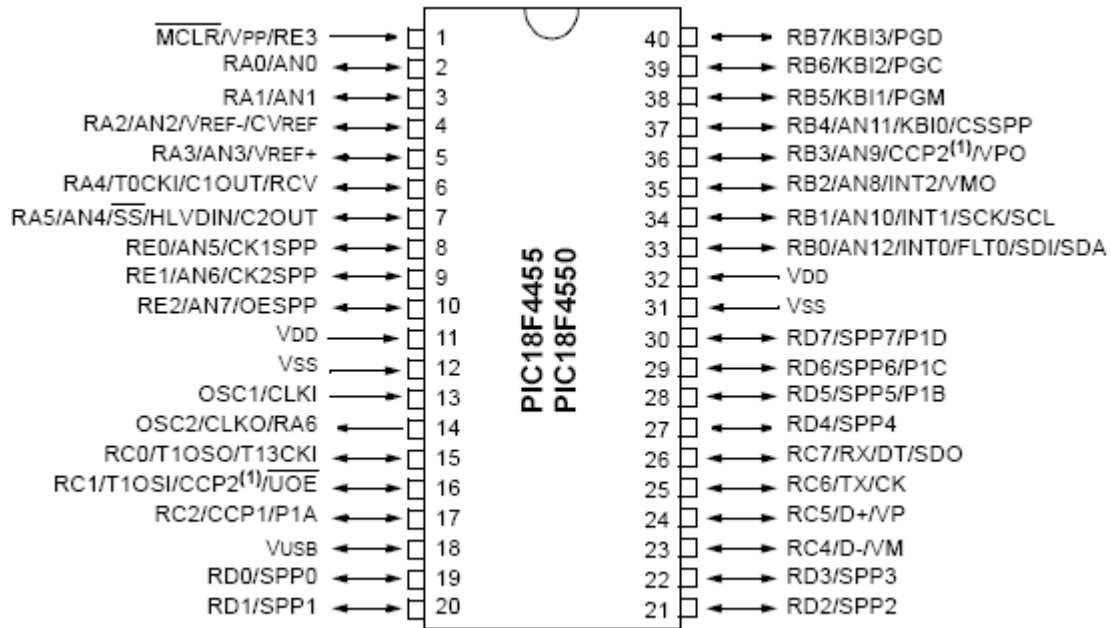 MCLR/VPP/RE3 1
RA0/AN0 2
RA1/AN1 3
RA2/AN2/VREF-/CVREF 4
RA3/AN3/VREF+ 5
RA4/T0CKI/C1OUT/RCV 6
RA5/AN4/SS/HLVDIN/C2OUT 7
RE0/AN5/CK1SPP 8
RE1/AN6/CK2SPP 9
RE2/AN7/OESPP 10
VDD 11
VSS 12
OSC1/CLKI 13
OSC2/CLKO/RA6 14
RC0/T1OSO/T13CKI 15
RC1/T1OSI/CCP2(1)/UOE 16
RC2/CCP1/P1A 17
VUSB 18
RD0/SPP0 19
RD1/SPP1 20
PIC18F4455
PIC18F4550
40 RB7/KBI3/PGD
39 RB6/KBI2/PGC
38 RB5/KBI1/PGM
37 RB4/AN11/KBI0/CSSPP
36 RB3/AN9/CCP2(1)/VPO
35 RB2/AN8/INT2/VMO
34 RB1/AN10/INT1/SCK/SCL
33 RB0/AN12/INT0/FLT0/SDI/SDA
32 VDD
31 VSS
30 RD7/SPP7/P1D
29 RD6/SPP6/P1C
28 RD5/SPP5/P1B
27 RD4/SPP4
26 RC7/RX/DT/SDO
25 RC6/TX/CK
24 RC5/D+/VP
23 RC4/D-/VM
22 RD3/SPP3
21 RD2/SPP2